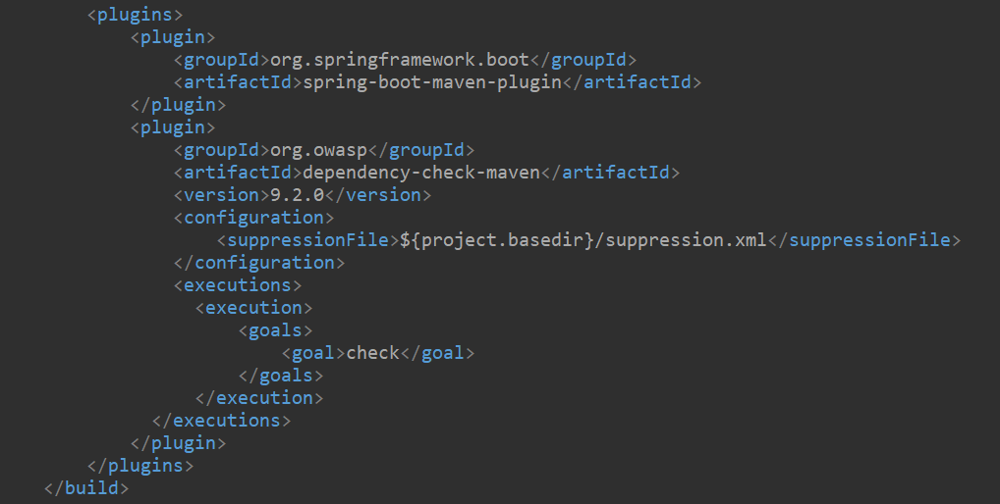 <plugins>
<plugin>
<groupId>org.springframework.boot</groupId>
<artifactId>spring-boot-maven-plugin</artifactId>
</plugin>
<plugin>
<groupId>org.owasp</groupId>
<artifactId>dependency-check-maven</artifactId>
<version>9.2.0</version>
<configuration>
<suppressionFile>${project.basedir}/suppression.xml</suppressionFile>
</configuration>
<executions>
<execution>
<goals>
<goal>check</goal>
</goals>
</execution>
</executions>
</plugin>
</plugins>
</build>